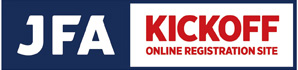 JFA
KICKOFF
ONLINE REGISTRATION SITE